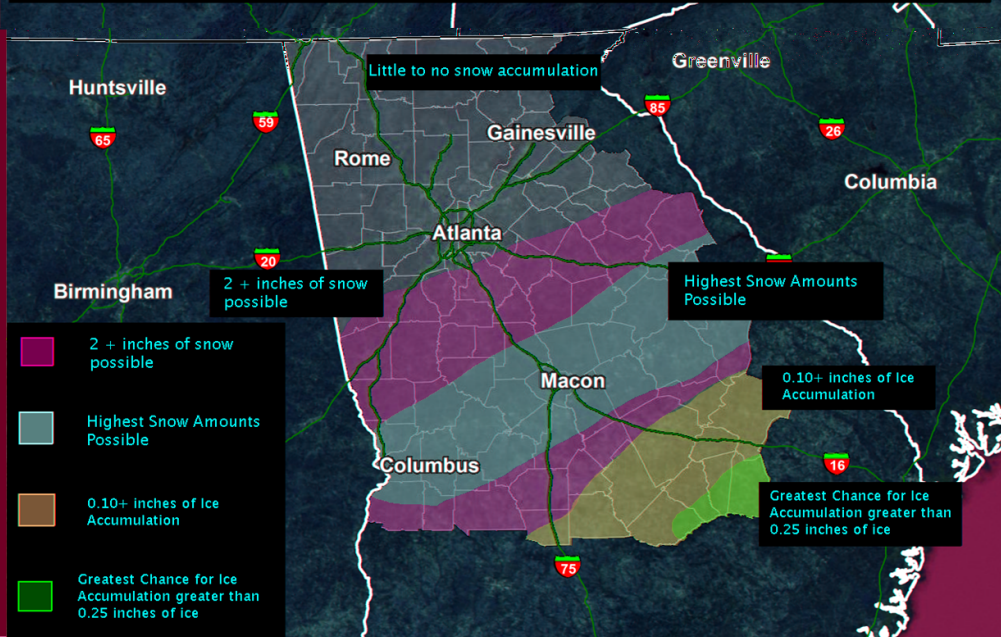 Little to no snow accumulation
Greenville
Huntsville
65
59
85
26
Gainesville
Rome
Columbia
Atlanta
20
2 + inches of snow
possible
Highest Snow Amounts
Possible
Birmingham
2 + inches of snow
possible
Macon
0.10+ inches of Ice
Accumulation
Highest Snow Amounts
Possible
Columbus
16
0.10+ inches of Ice
Accumulation
Greatest Chance for Ice
Accumulation greater than
0.25 inches of ice
75
Greatest Chance for Ice
Accumulation greater than
0.25 inches of ice